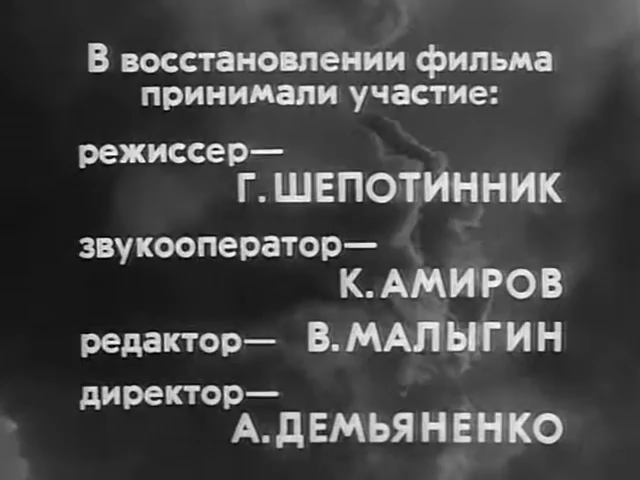 В восстановлении фильма
принимали участие:
режиссер—
Г. ШЕПОТИННИК
звукооператор—
К. АМИРОВ
редактор— В. МАЛЫГИН
директор—
А. ДЕМЬЯНЕНКО